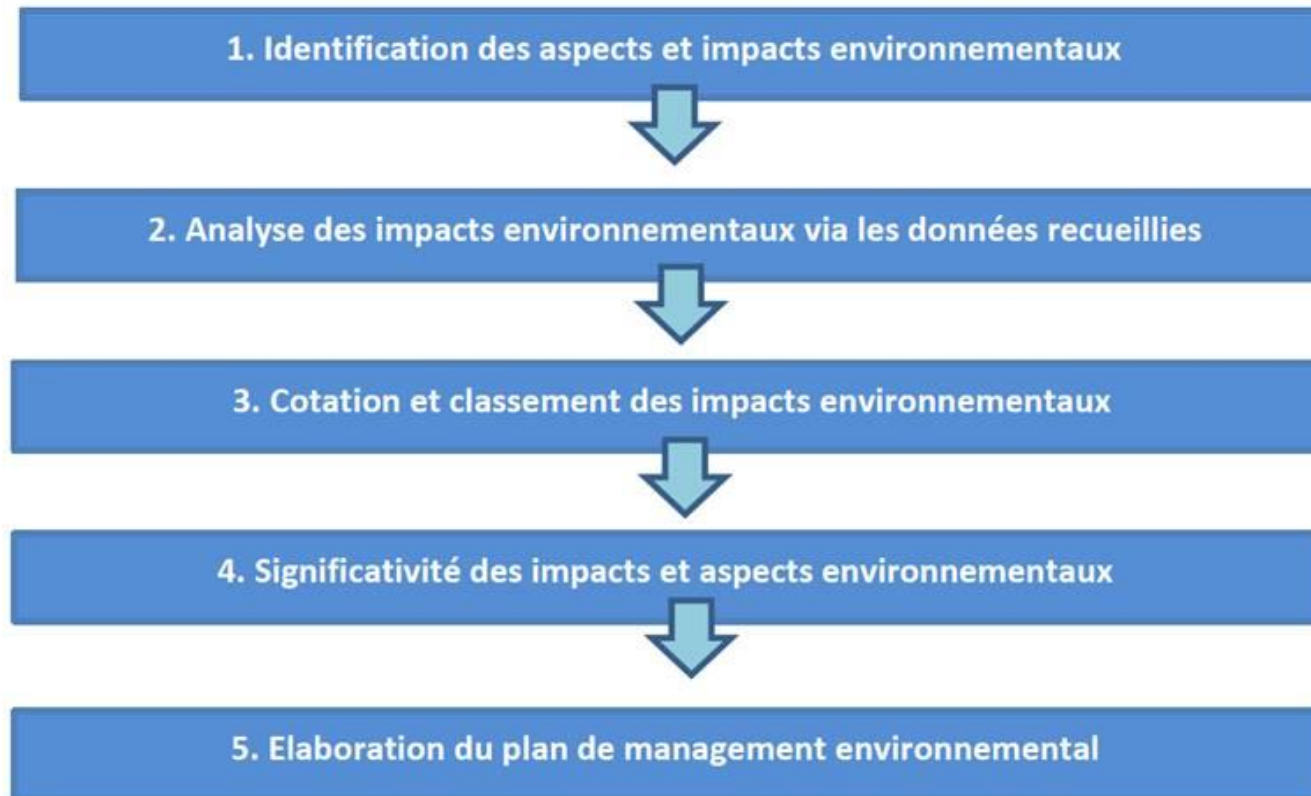 1. Identification des aspects et impacts environnementaux
2. Analyse des impacts environnementaux via les données recueillies
3. Cotation et classement des impacts environnementaux
4. Significativité des impacts et aspects environnementaux
5. Elaboration du plan de management environnemental